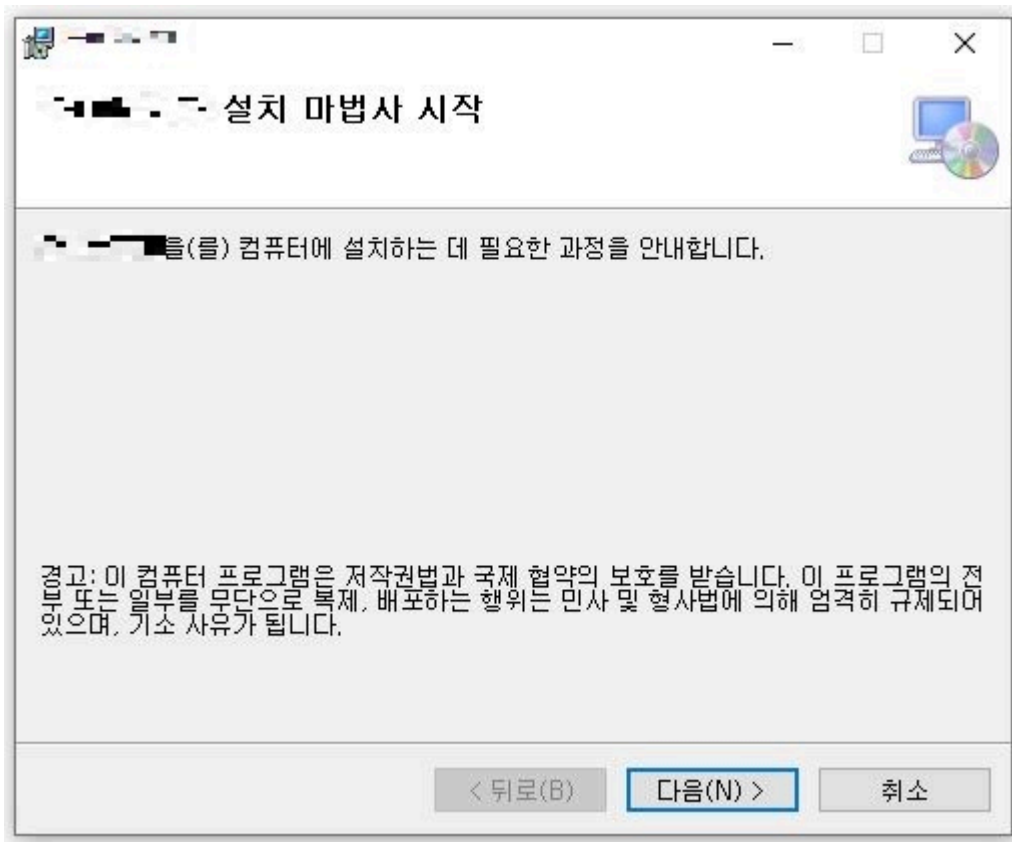 설치 마법사 시작
을(를) 컴퓨터에 설치하는 데 필요한 과정을 안내합니다.
경고: 이 컴퓨터 프로그램은 저작권법과 국제 협약의 보호를 받습니다. 이 프로그램의 전
부 또는 일부를 무단으로 복제, 배포하는 행위는 민사 및 형사법에 의해 엄격히 규제되어
있으며, 기소 사유가 됩니다.
< 뒤로(B) 다음(N) > 취소